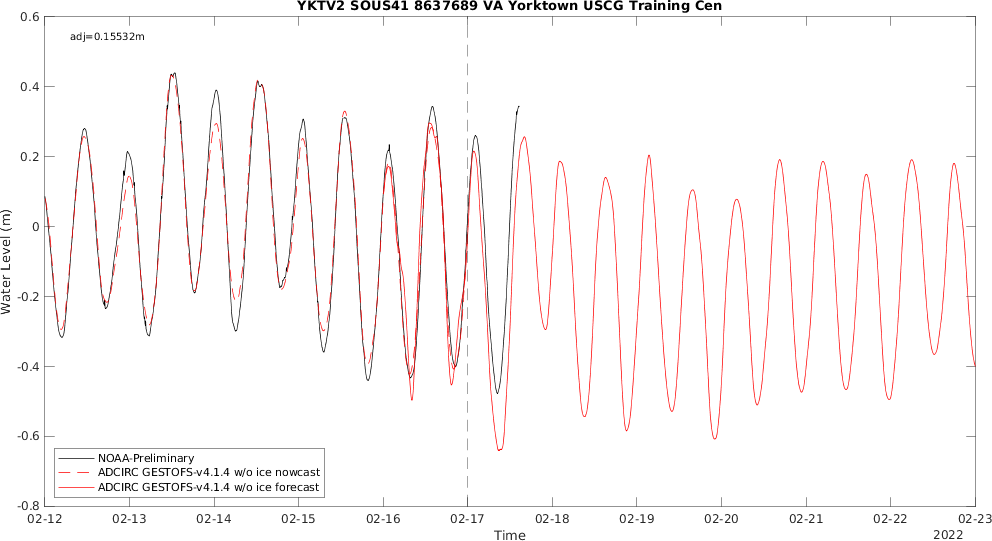 YKTV2 SOUS41 8637689 VA Yorktown USCG Training Cen
adj=0.15532m
0.6
0.4
0.2
0
-0.2
-0.4
-0.6
-0.8
Water Level (m)
NOAA-Preliminary
ADCIRC GESTOFS-v4.1.4 w/o ice nowcast
ADCIRC GESTOFS-v4.1.4 w/o ice forecast
02-12 02-13 02-14 02-15 02-16 02-17 02-18 02-19 02-20 02-21 02-22 02-23
Time
2022